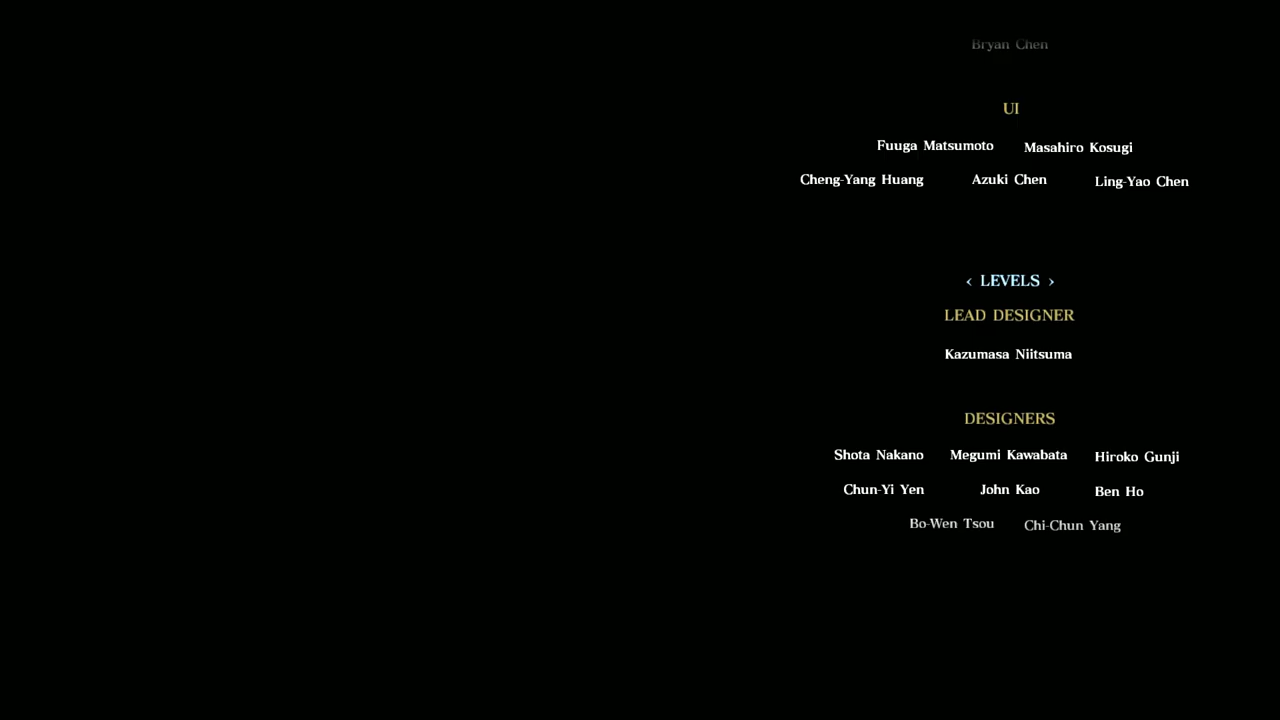 Bryan Chen
UI
Fuuga Matsumoto Masahiro Kosugi
Cheng-Yang Huang Azuki Chen Ling-Yao Chen
‹ LEVELS ›
LEAD DESIGNER
Kazumasa Niitsuma
DESIGNERS
Shota Nakano Megumi Kawabata Hiroko Gunji
Chun-Yi Yen John Kao Ben Ho
Bo-Wen Tsou Chi-Chun Yang